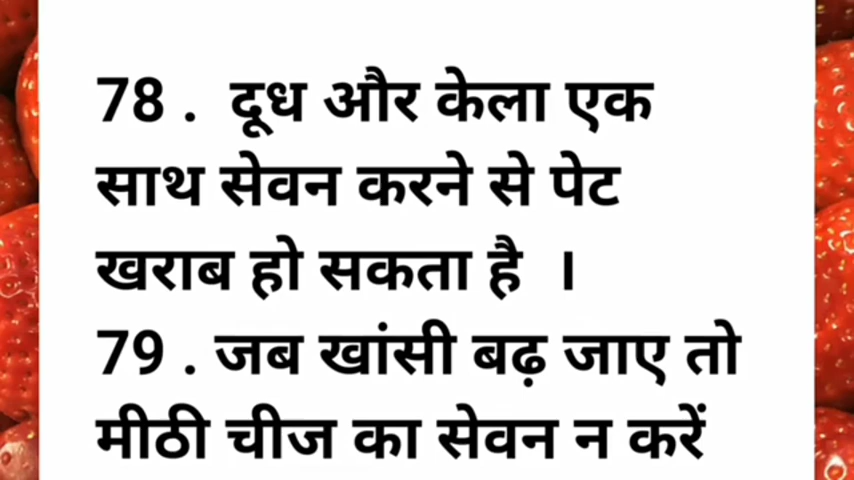 78 .  दूध और केला एक
साथ सेवन करने से पेट
खराब हो सकता है  ।
79 . जब खांसी बढ़ जाए तो
मीठी चीज का सेवन न करें